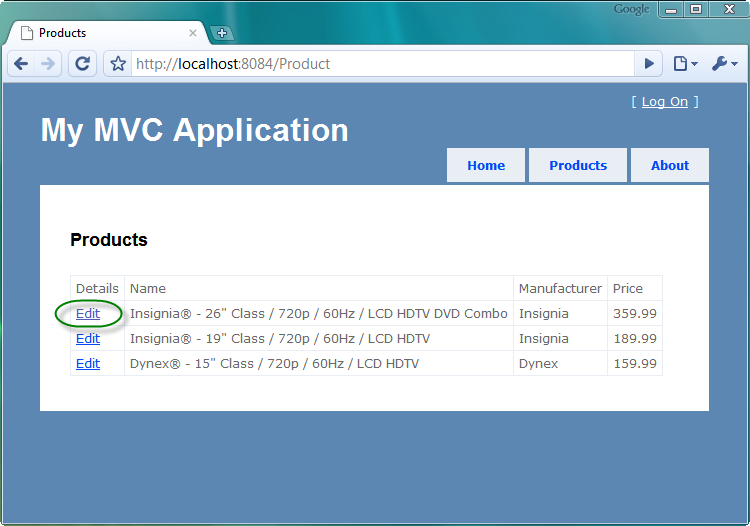 Google
Products
http://localhost:8084/Product
[ Log On ]
My MVC Application
Home Products About
Products
Details Name Manufacturer Price
Edit Insignia® - 26" Class / 720p / 60Hz / LCD HDTV DVD Combo Insignia 359.99
Edit Insignia® - 19" Class / 720p / 60Hz / LCD HDTV Insignia 189.99
Edit Dynex® - 15" Class / 720p / 60Hz / LCD HDTV Dynex 159.99